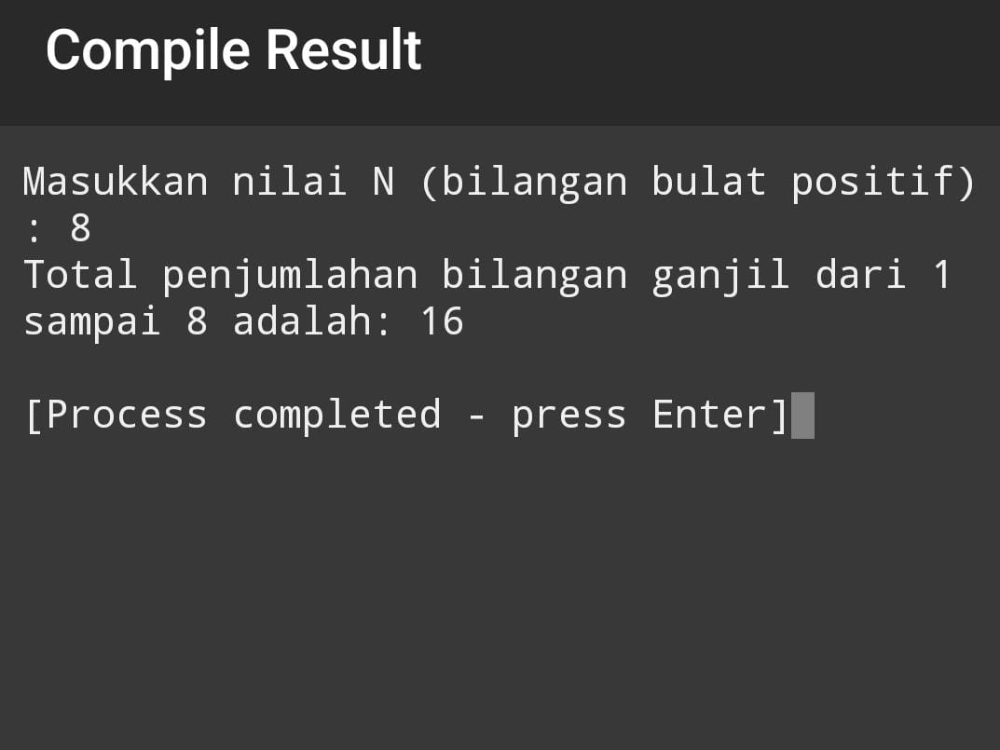 Compile Result
Masukkan nilai N (bilangan bulat positif)
: 8
Total penjumlahan bilangan ganjil dari 1
sampai 8 adalah: 16
[Process completed - press Enter]